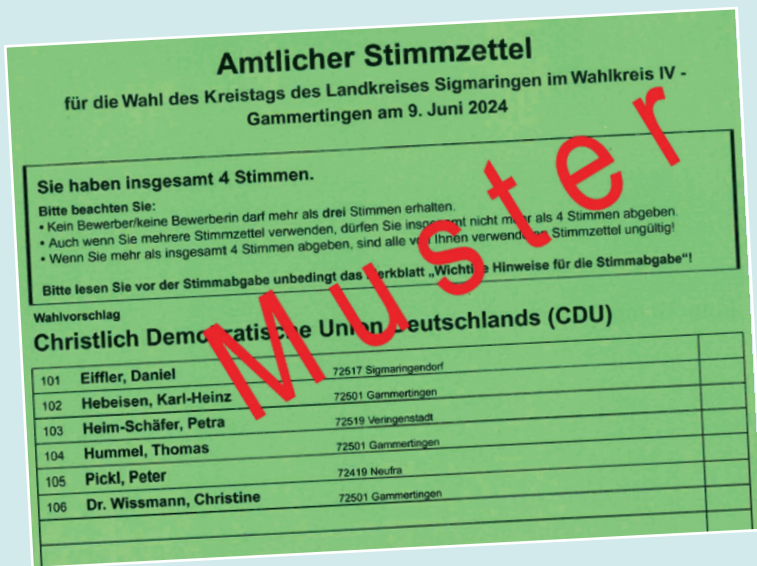 Amtlicher Stimmzettel
für die Wahl des Kreistags des Landkreises Sigmaringen im Wahlkreis IV -
Gammertingen am 9. Juni 2024
Sie haben insgesamt 4 Stimmen.
Bitte beachten Sie:
• Kein Bewerber/keine Bewerberin darf mehr als drei Stimmen erhalten.
• Auch wenn Sie mehrere Stimmzettel verwenden, dürfen Sie insgesamt nicht mehr als 4 Stimmen abgeben.
• Wenn Sie mehr als insgesamt 4 Stimmen abgeben, sind alle von Ihnen verwendeten Stimmzettel ungültig!
Bitte lesen Sie vor der Stimmabgabe unbedingt das Merkblatt „Wichtige Hinweise für die Stimmabgabe“!
Wahlvorschlag
Christlich Demokratische Union Deutschlands (CDU)
101 Eiffler, Daniel 72517 Sigmaringendorf
102 Hebeisen, Karl-Heinz 72501 Gammertingen
103 Heim-Schäfer, Petra 72519 Veringenstadt
104 Hummel, Thomas 72501 Gammertingen
105 Pickl, Peter 72419 Neufra
106 Dr. Wissmann, Christine 72501 Gammertingen
Muster